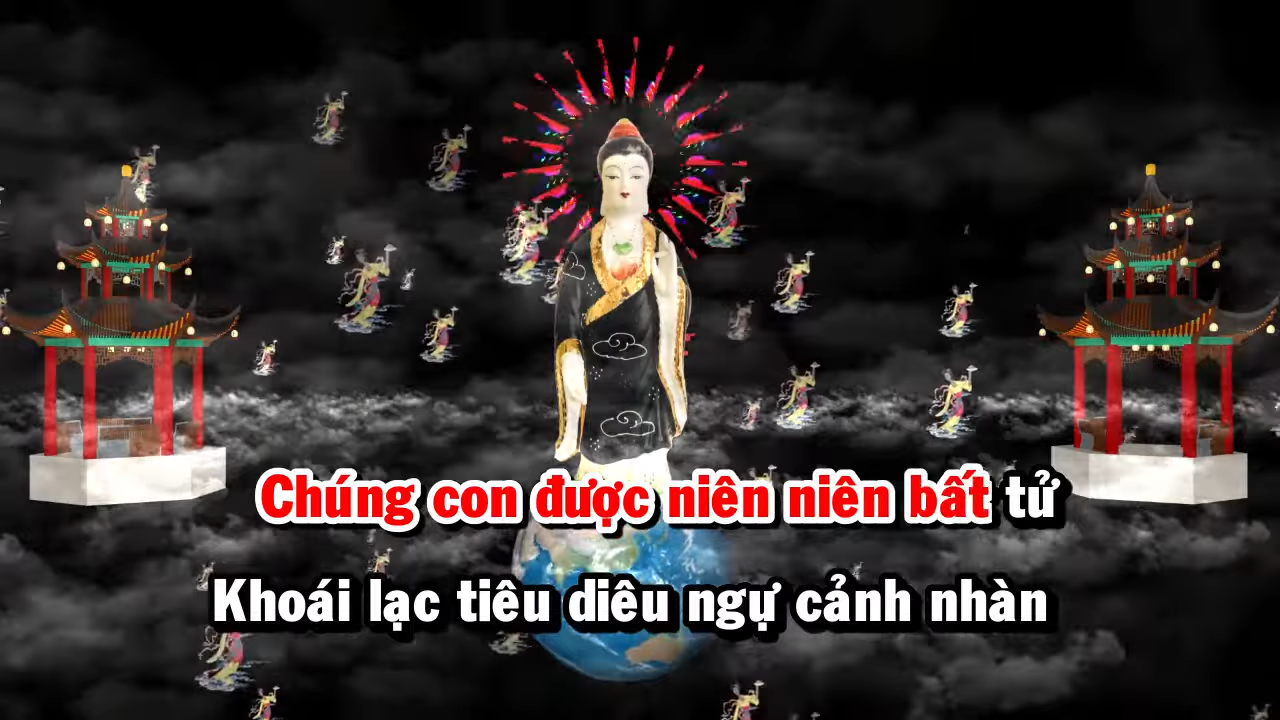 Chúng con được niên niên bất tử
Khoái lạc tiêu diêu ngự cảnh nhàn